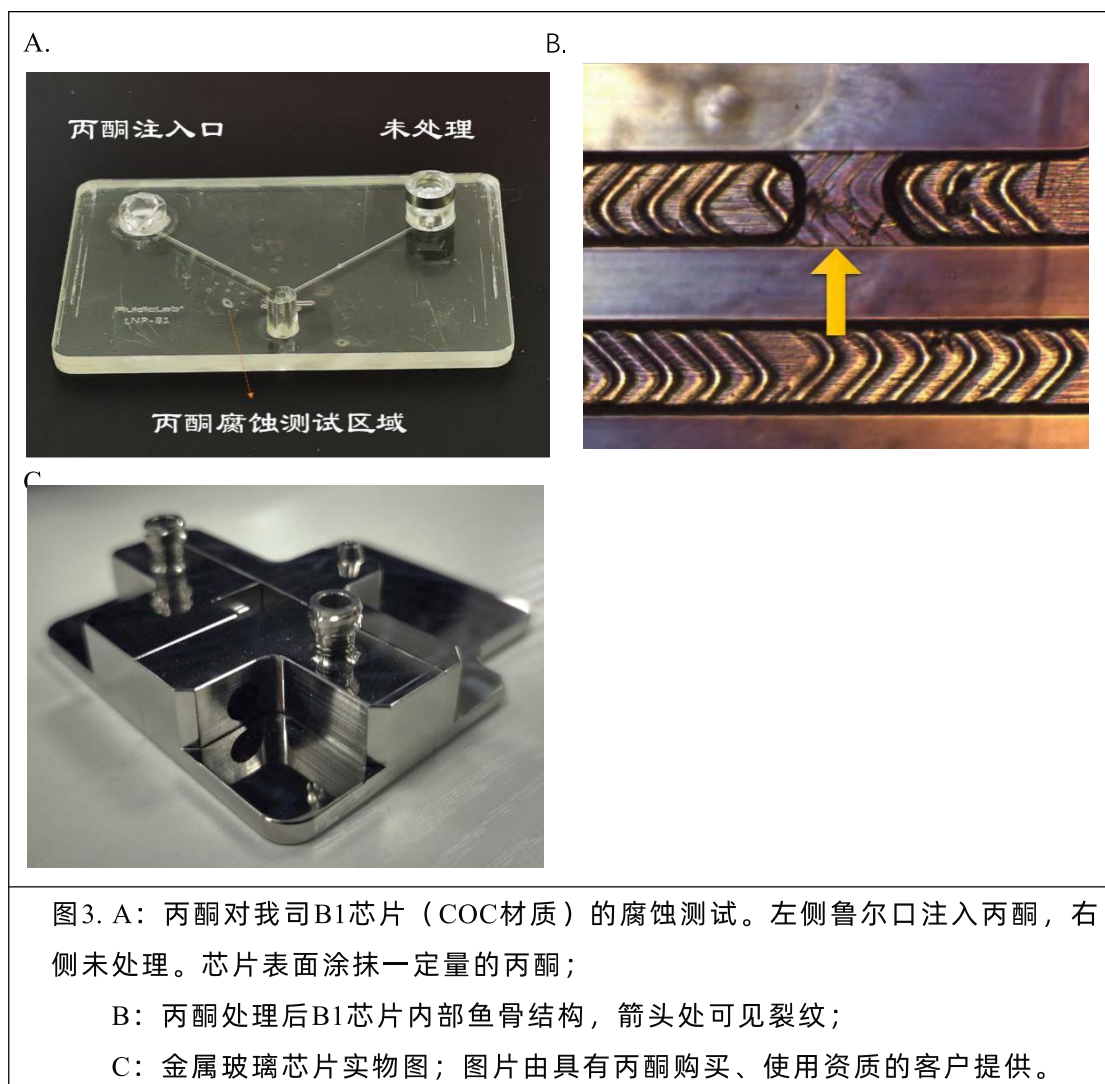 A.
B.
丙酮注入口
未处理
FluidicLab
LNP-B1
丙酮腐蚀测试区域
C
图3. A：丙酮对我司B1芯片（COC材质）的腐蚀测试。左侧鲁尔口注入丙酮，右
侧未处理。芯片表面涂抹一定量的丙酮；
B：丙酮处理后B1芯片内部鱼骨结构，箭头处可见裂纹；
C：金属玻璃芯片实物图；图片由具有丙酮购买、使用资质的客户提供。